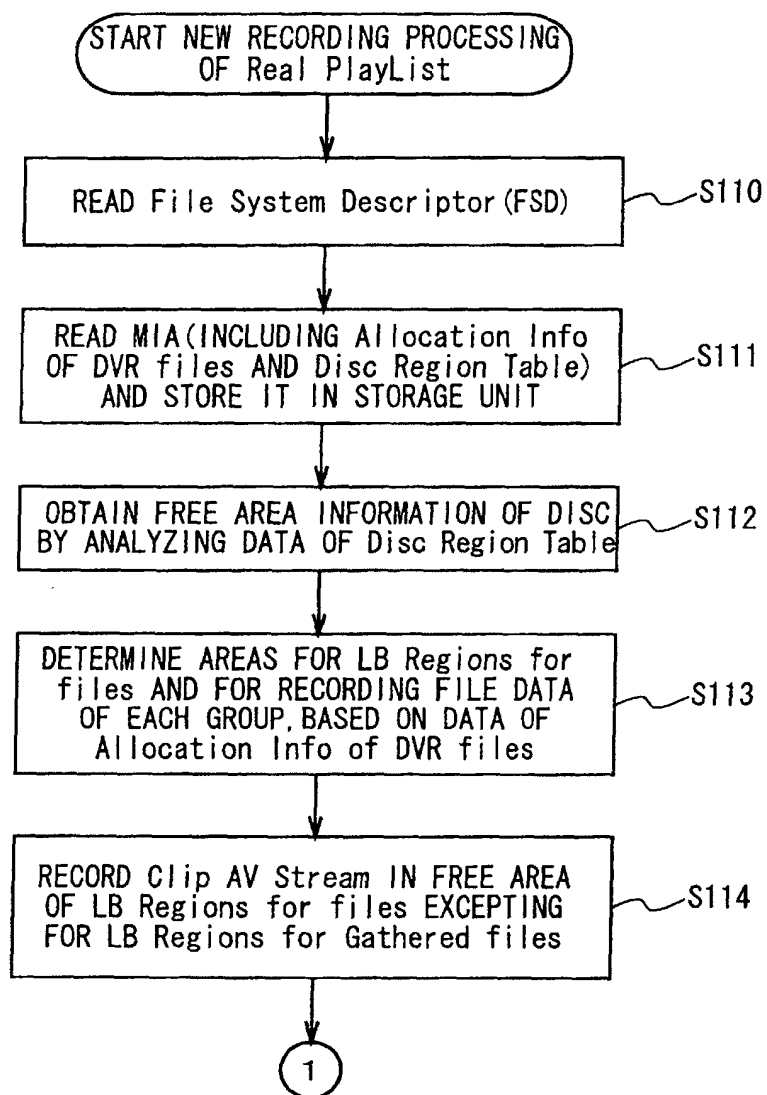 START NEW RECORDING PROCESSING
OF Real PlayList
READ File System Descriptor(FSD)
S110
READ MIA(INCLUDING Allocation Info
OF DVR files AND Disc Region Table)
AND STORE IT IN STORAGE UNIT
S111
OBTAIN FREE AREA INFORMATION OF DISC
BY ANALYZING DATA OF Disc Region Table
S112
DETERMINE AREAS FOR LB Regions for
files AND FOR RECORDING FILE DATA
OF EACH GROUP,BASED ON DATA OF
Allocation Info of DVR files
S113
RECORD Clip AV Stream IN FREE AREA
OF LB Regions for files EXCEPTING
FOR LB Regions for Gathered files
S114
1